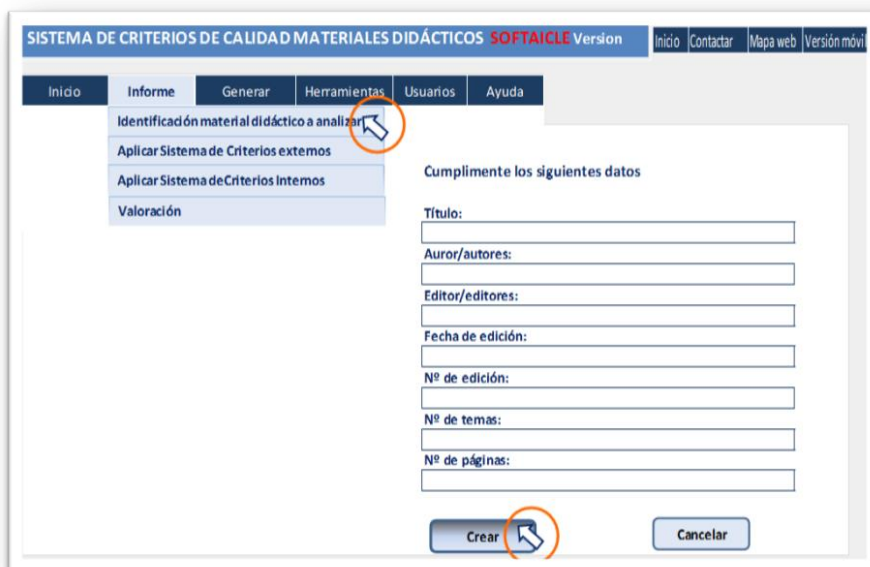 SISTEMA DE CRITERIOS DE CALIDAD MATERIALES DIDÁCTICOS SOFTAICLE Version
Inicio Contactar Mapa web Versión móvil
Inicio Informe Generar Herramientas Usuarios Ayuda
Identificación material didáctico a analizar
Aplicar Sistema de Criterios externos
Aplicar Sistema de Criterios Internos
Valoración
Cumplimente los siguientes datos
Título:
Auror/autores:
Editor/editores:
Fecha de edición:
Nº de edición:
Nº de temas:
Nº de páginas:
Crear Cancelar